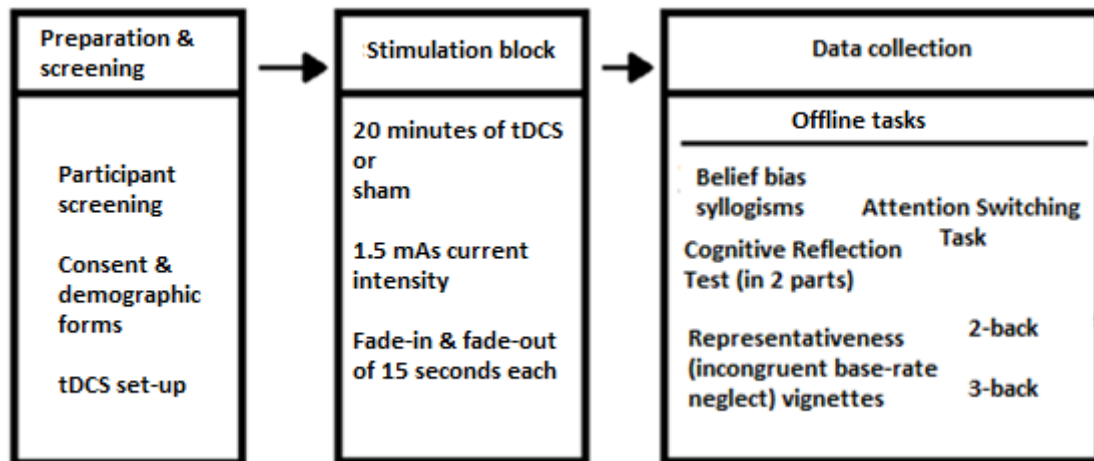 Preparation &
screening
Participant
screening
Consent &
demographic
forms
tDCS set-up
Stimulation block
20 minutes of tDCS
or
sham
1.5 mAs current
intensity
Fade-in & fade-out
of 15 seconds each
Data collection
Offline tasks
Belief bias
syllogisms
Cognitive Reflection
Test (in 2 parts)
Representativeness
(incongruent base-rate
neglect) vignettes
Attention Switching
Task
2-back
3-back